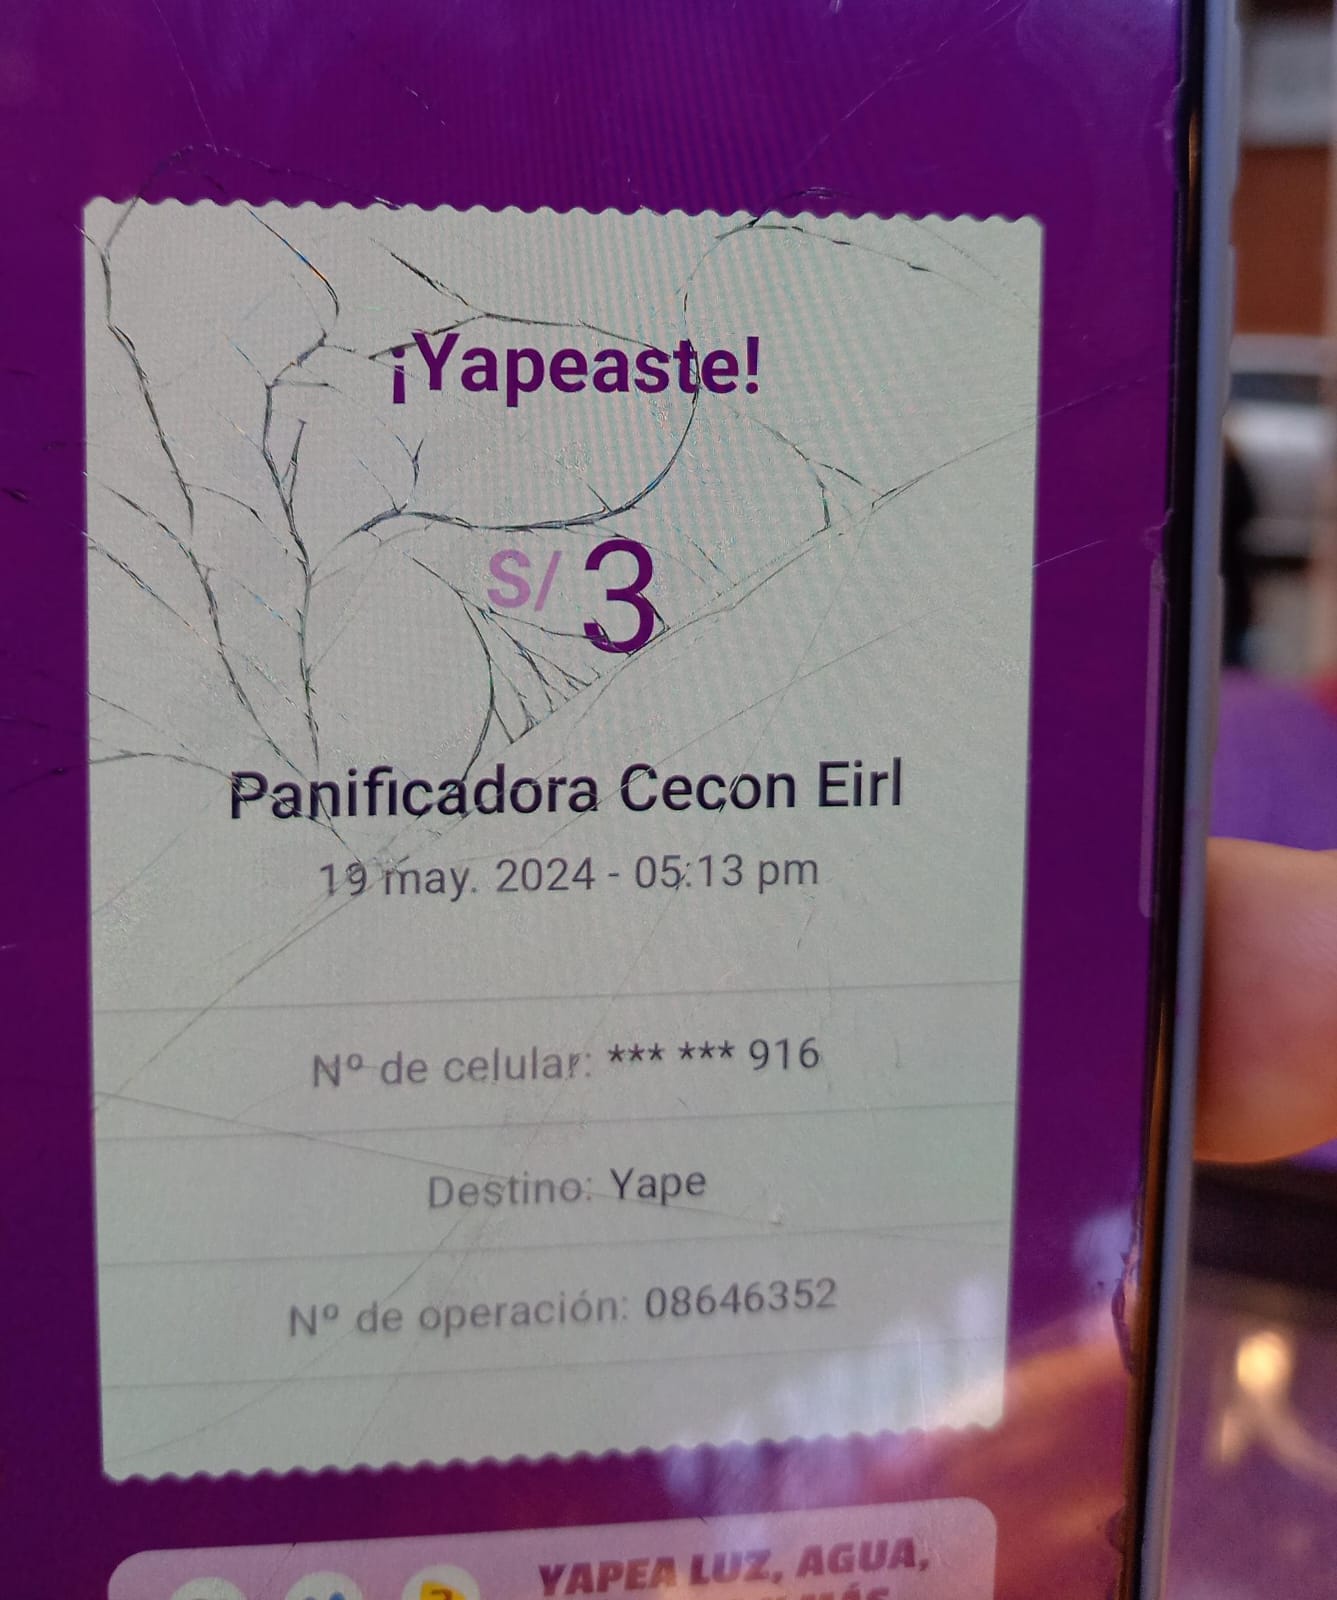 ¡Yapeaste!
S/ 3
Panificadora Cecon Eirl
19 may. 2024 - 05:13 pm
Nº de celular: *** *** 916
Destino: Yape
Nº de operación: 08646352
YAPEA LUZ, AGUA,
MÁS